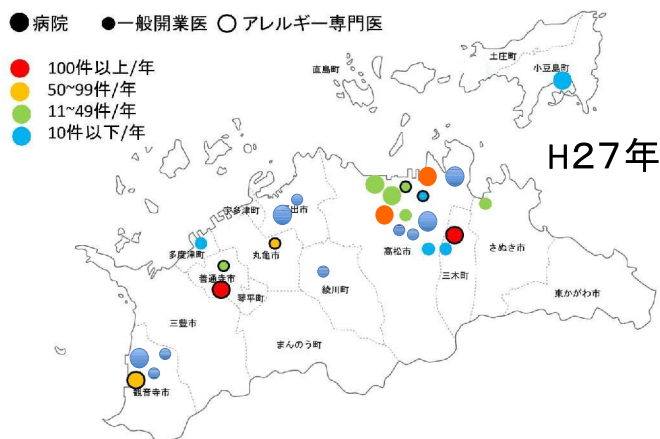 ●病院 ●一般開業医 ○アレルギー専門医
100件以上/年
50~99件/年
11~49件/年
10件以下/年
H27年
土庄町
小豆島町
直島町
宇多津町
出市
多度津町
丸亀市
善通寺市
琴平町
綾川町
高松市
三木町
さぬき市
東かがわ市
三豊市
まんのう町
観音寺市